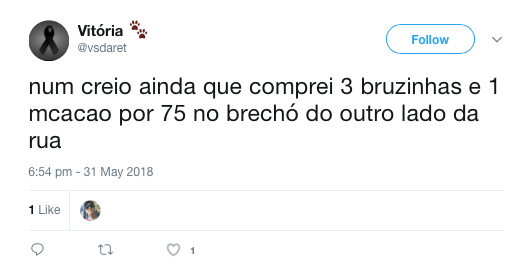 Vitória 🐾
@vsdaret
Follow
num creio ainda que comprei 3 bruzinhas e 1
mcacao por 75 no brechó do outro lado da
rua
6:54 pm - 31 May 2018
1 Like
1